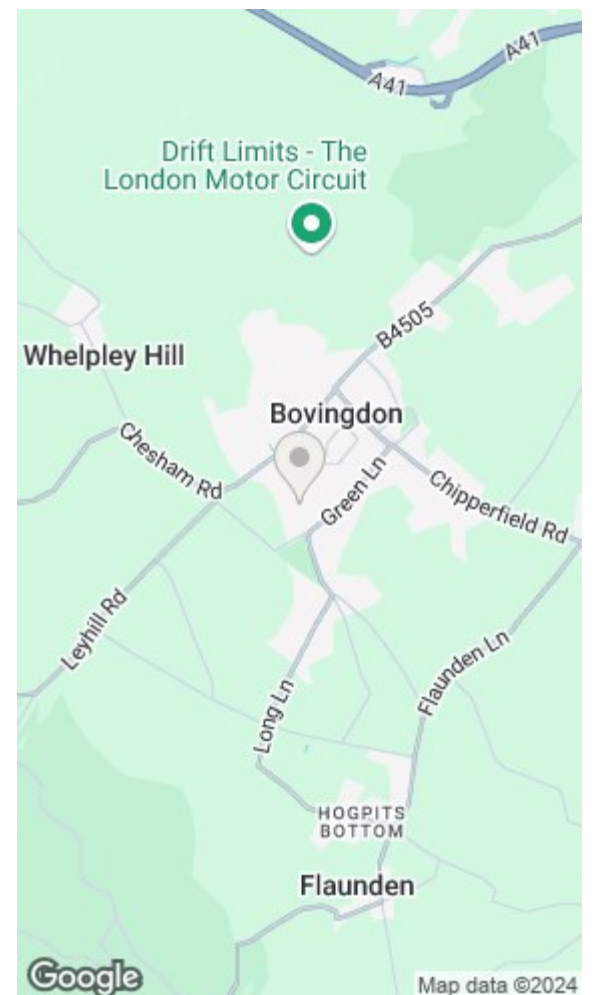 A41
A41
Drift Limits - The
London Motor Circuit
B4505
Whelpley Hill
Bovingdon
Chesham Rd
Green Ln
Chipperfield Rd
Leyhill Rd
Flaunden Ln
Long Ln
HOGPITS
BOTTOM
Flaunden
Google
Map data ©2024